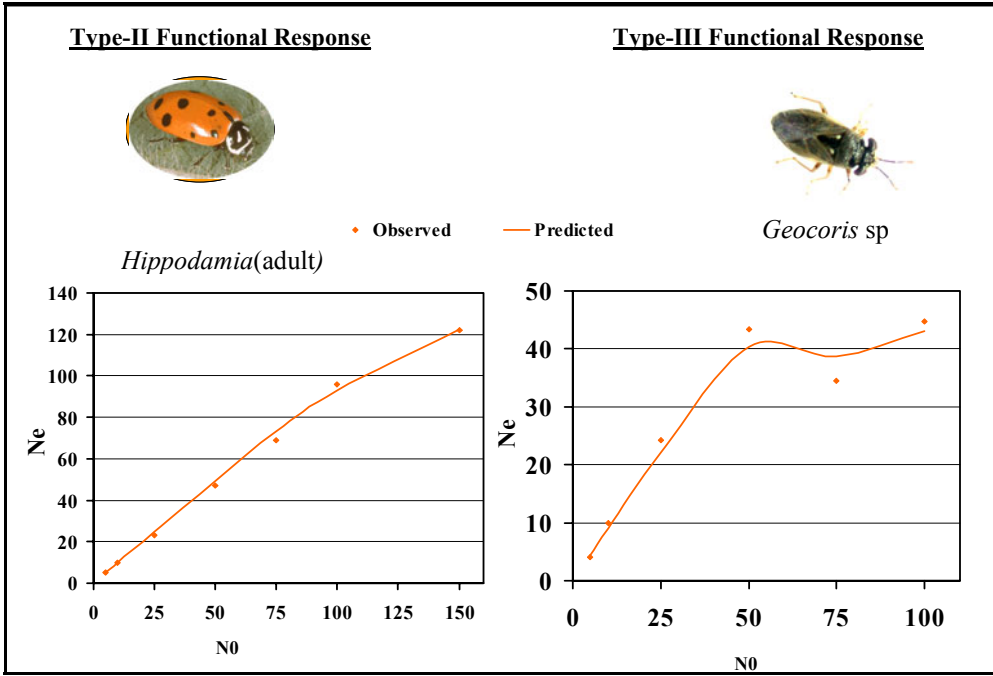 Type-II Functional Response
Type-III Functional Response
Observed
Predicted
Geocoris sp
Hippodamia(adult)
140
120
100
80
60
40
20
0
Ne
0 25 50 75 100 125 150
N0
50
40
30
20
10
0
Ne
0 25 50 75 100
N0